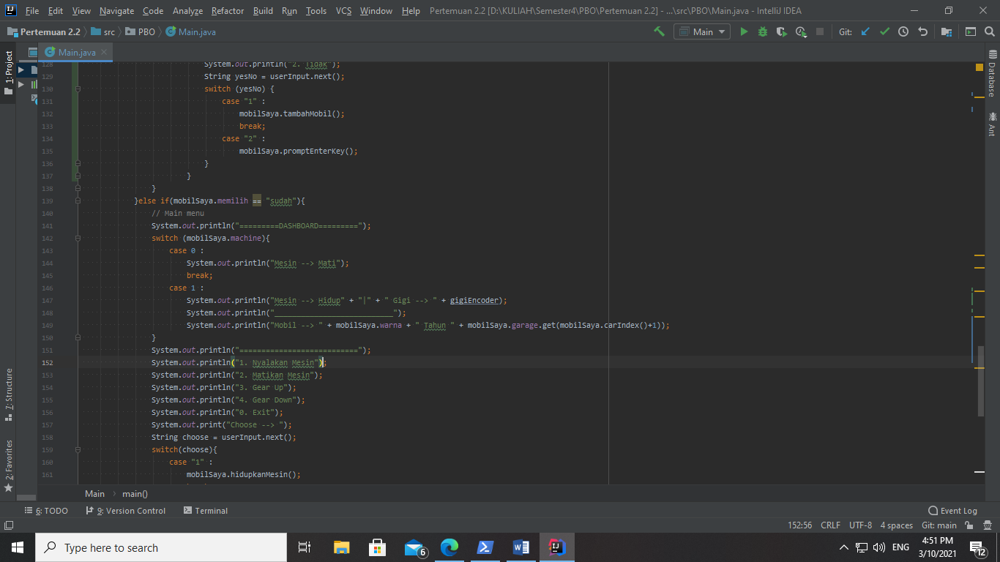 File Edit View Navigate Code Analyze Refactor Build Run Tools VCS Window Help Pertemuan 2.2 [D:\KULIAH\Semester4\PBO\Pertemuan 2.2] - ...\src\PBO\Main.java - IntelliJ IDEA
Pertemuan 2.2 src PBO Main.java Main Git:
1: Project
Main.java
128 System.out.println("2. Tidak");
129 String yesNo = userInput.next();
130 switch (yesNo) {
131 case "1" :
132 mobilSaya.tambahMobil();
133 break;
134 case "2" :
135 mobilSaya.promptEnterKey();
136 }
137 }
138 }
139 }else if(mobilSaya.memilih == "sudah"){
140 // Main menu
141 System.out.println("=========DASHBOARD=========");
142 switch (mobilSaya.machine){
143 case 0 :
144 System.out.println("Mesin --> Mati");
145 break;
146 case 1 :
147 System.out.println("Mesin --> Hidup" + "|" + " Gigi --> " + gigiEncoder);
148 System.out.println("___________________________");
149 System.out.println("Mobil --> " + mobilSaya.warna + " Tahun " + mobilSaya.garage.get(mobilSaya.carIndex()+1));
150 }
151 System.out.println("===========================");
152 System.out.println("1. Nyalakan Mesin");
153 System.out.println("2. Matikan Mesin");
154 System.out.println("3. Gear Up");
155 System.out.println("4. Gear Down");
156 System.out.println("0. Exit");
157 System.out.print("Choose --> ");
158 String choose = userInput.next();
159 switch(choose){
160 case "1" :
161 mobilSaya.hidupkanMesin();
Database
Ant
7: Structure
2: Favorites
Main main()
6: TODO 9: Version Control Terminal Event Log
152:56 CRLF UTF-8 4 spaces Git: main
Type here to search
6
ENG
4:51 PM
3/10/2021
12